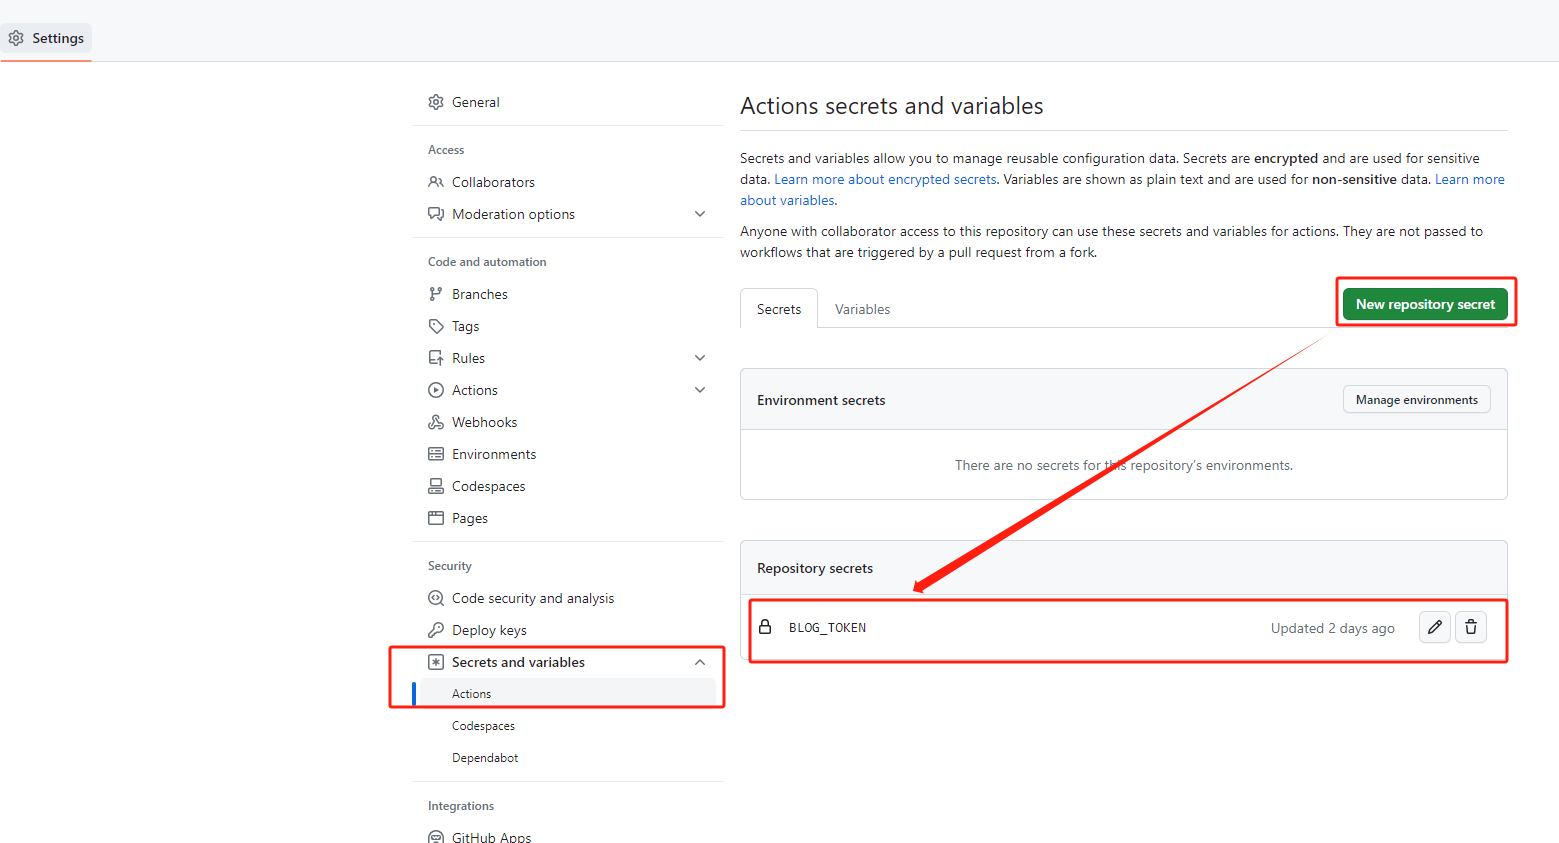 Settings
General
Access
Collaborators
Moderation options
Code and automation
Branches
Tags
Rules
Actions
Webhooks
Environments
Codespaces
Pages
Security
Code security and analysis
Deploy keys
Secrets and variables
Actions
Codespaces
Dependabot
Integrations
GitHub Apps
Actions secrets and variables
Secrets and variables allow you to manage reusable configuration data. Secrets are encrypted and are used for sensitive
data. Learn more about encrypted secrets. Variables are shown as plain text and are used for non-sensitive data. Learn more
about variables.
Anyone with collaborator access to this repository can use these secrets and variables for actions. They are not passed to
workflows that are triggered by a pull request from a fork.
Secrets
Variables
New repository secret
Environment secrets
Manage environments
There are no secrets for this repository's environments.
Repository secrets
BLOG_TOKEN
Updated 2 days ago